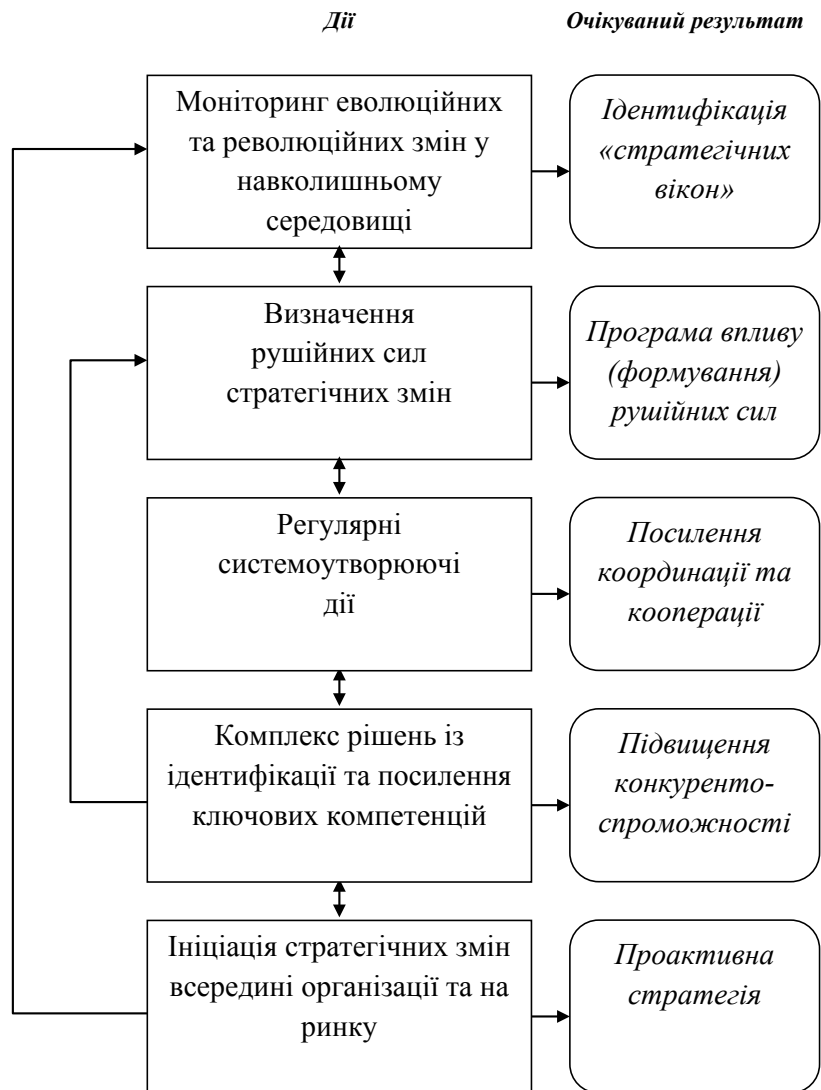 Дії
Очікуваний результат
Моніторинг еволюційних
та революційних змін у
навколишньому
середовищі
Ідентифікація
«стратегічних
вікон»
Визначення
рушійних сил
стратегічних змін
Програма впливу
(формування)
рушійних сил
Регулярні
системоутворюючі
дії
Посилення
координації та
кооперації
Комплекс рішень із
ідентифікації та посилення
ключових компетенцій
Підвищення
конкуренто-
спроможності
Ініціація стратегічних змін
всередині організації та на
ринку
Проактивна
стратегія